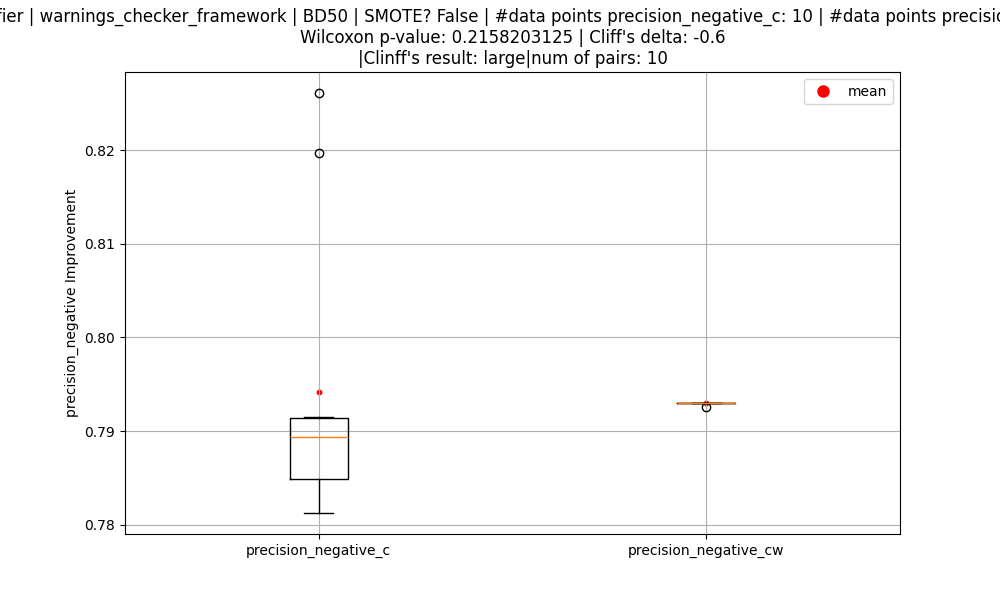 | warnings_checker_framework | BD50 | SMOTE? False | #data points precision_negative_c: 10 | #data points
Wilcoxon p-value: 0.2158203125 | Cliff's delta: -0.6
|Clinff's result: large|num of pairs: 10
mean
0.82
0.81
0.80
0.79
0.78
precision_negative Improvement
precision_negative_c
precision_negative_cw